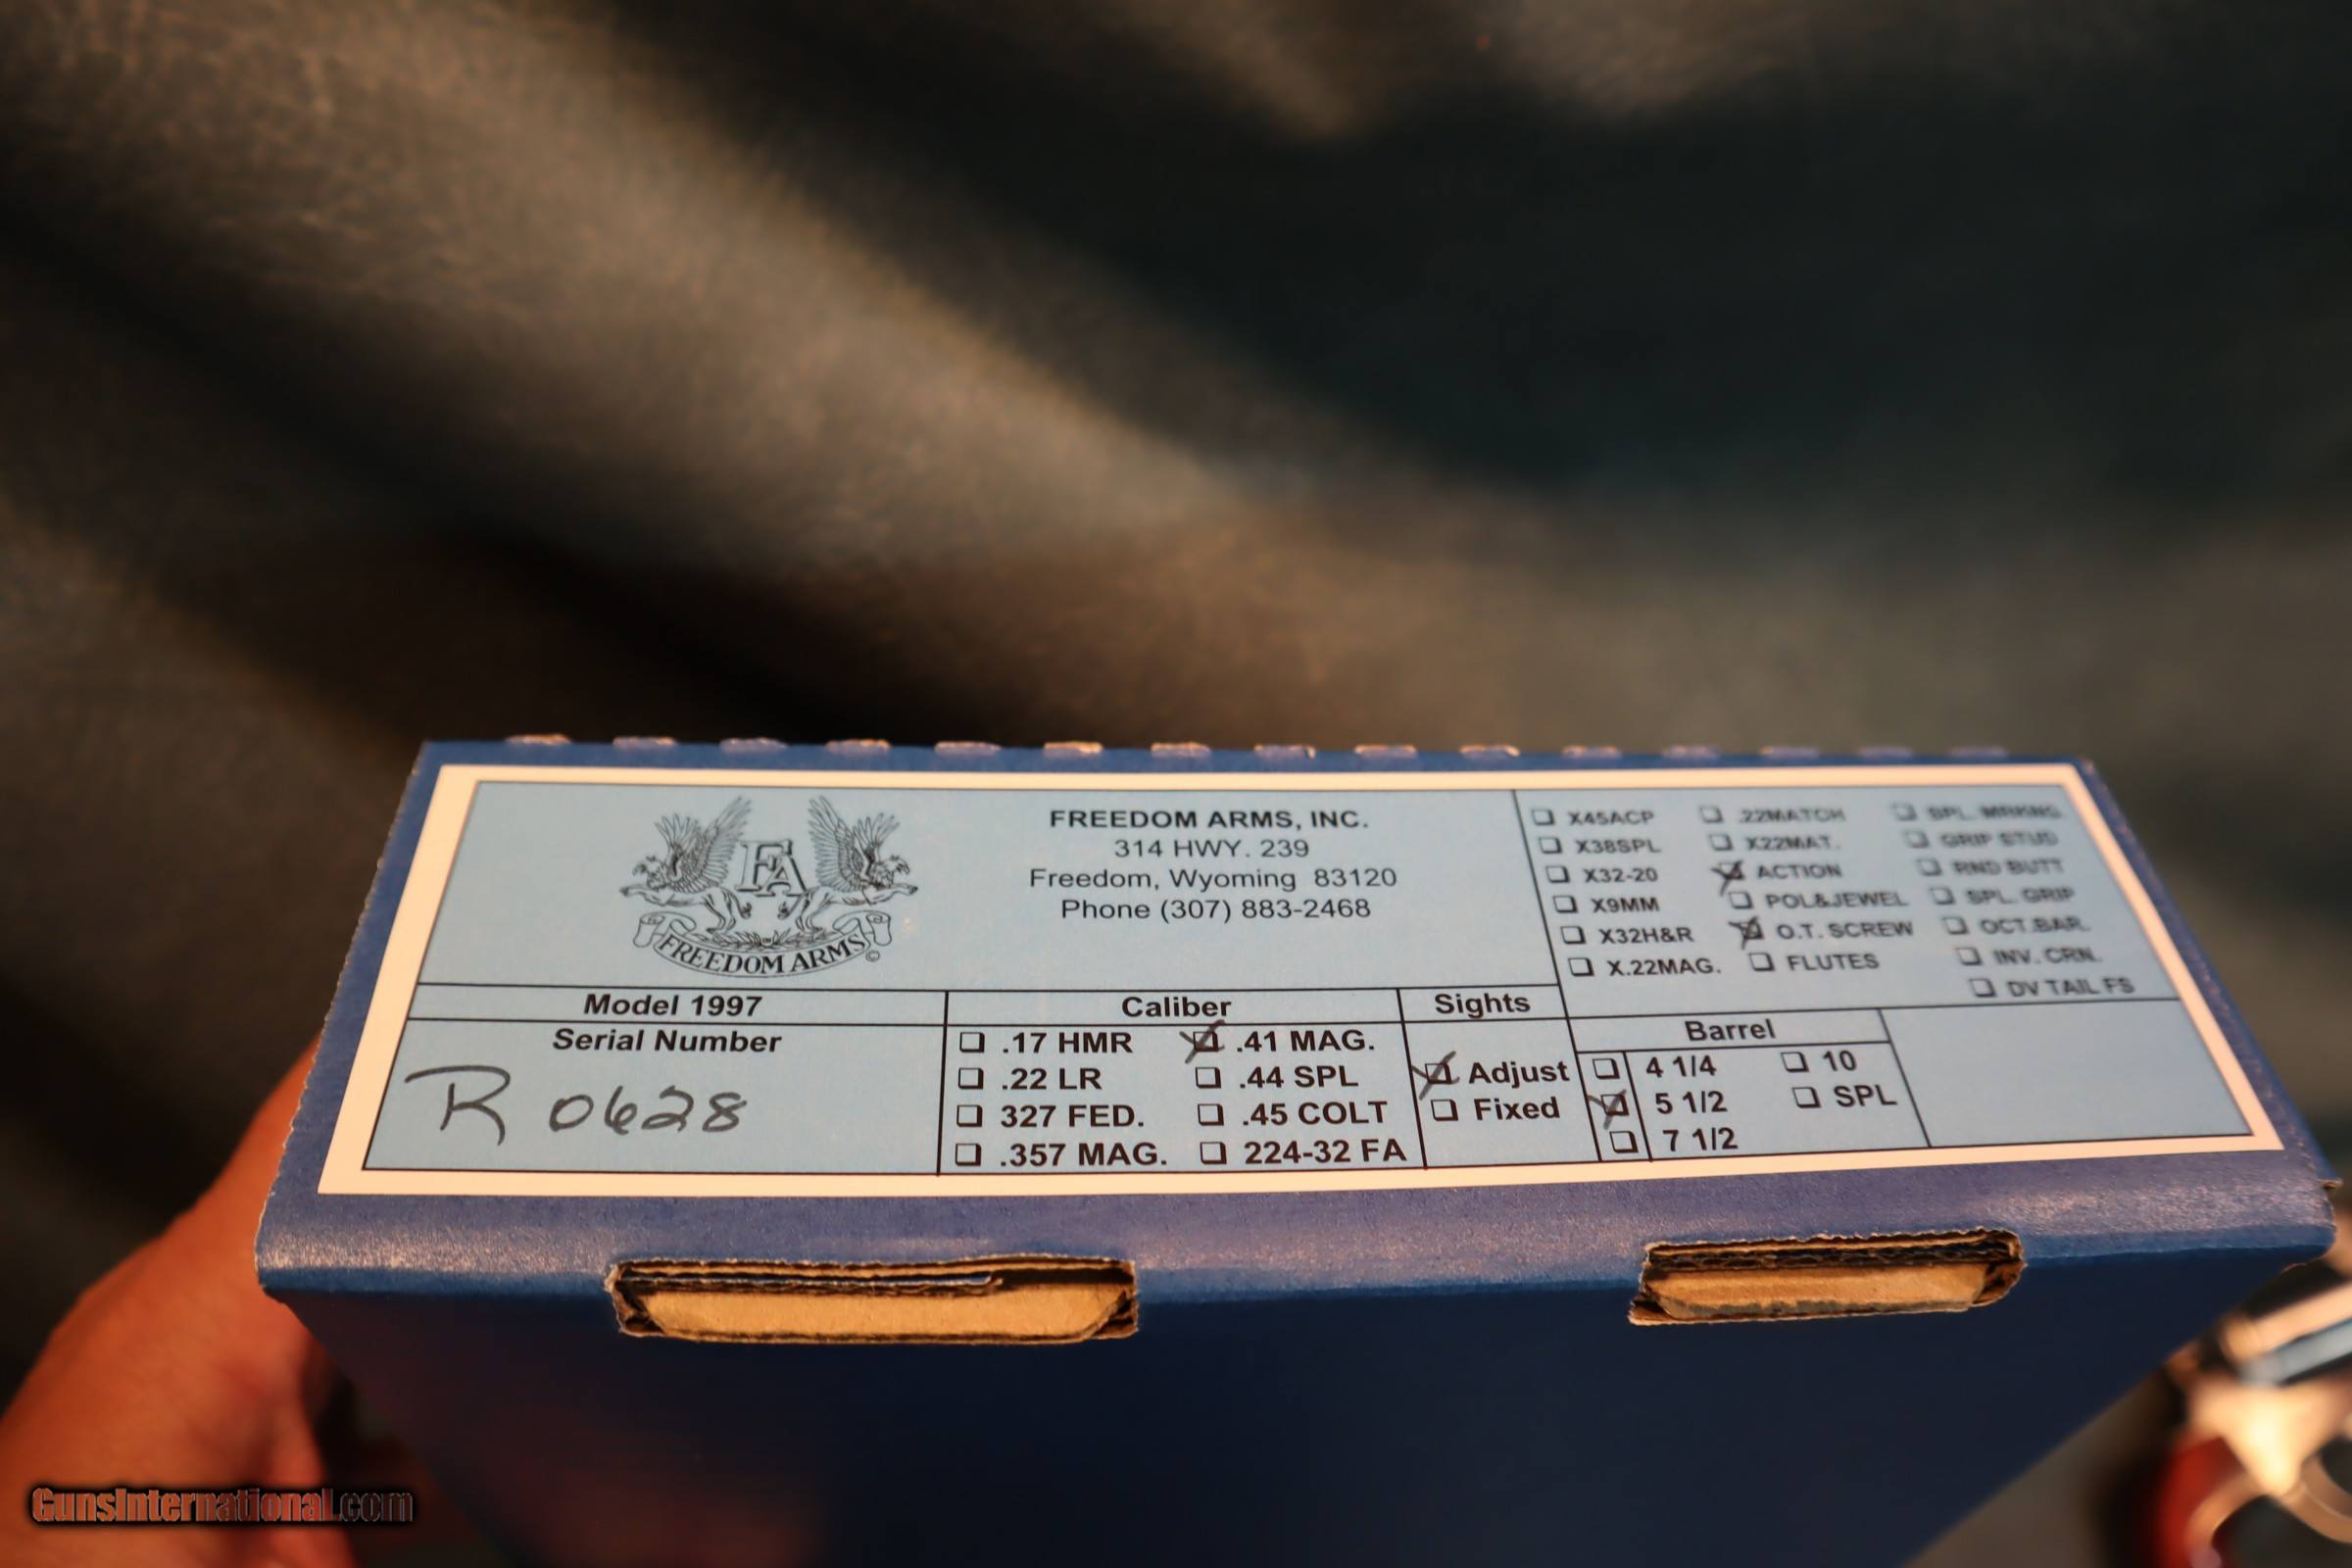 FA
FREEDOM ARMS ©
FREEDOM ARMS, INC.
314 HWY. 239
Freedom, Wyoming 83120
Phone (307) 883-2468
❏ X45ACP ❏ .22MATCH ❏ SPL. MRKNG.
❏ X38SPL ❏ X22MAT. ❏ GRIP STUD
❏ X32-20 ❏ ACTION ❏ RND BUTT
❏ X9MM ❏ POL&JEWEL ❏ SPL. GRIP
❏ X32H&R ❏ O.T. SCREW ❏ OCT.BAR.
❏ X.22MAG. ❏ FLUTES ❏ INV. CRN.
❏ DV TAIL FS
Model 1997
Serial Number
R 0628
Caliber
❏ .17 HMR ❏ .41 MAG.
❏ .22 LR ❏ .44 SPL
❏ 327 FED. ❏ .45 COLT
❏ .357 MAG. ❏ 224-32 FA
Sights
❏ Adjust
❏ Fixed
Barrel
❏ 4 1/4 ❏ 10
❏ 5 1/2 ❏ SPL
❏ 7 1/2
GunsInternational.com